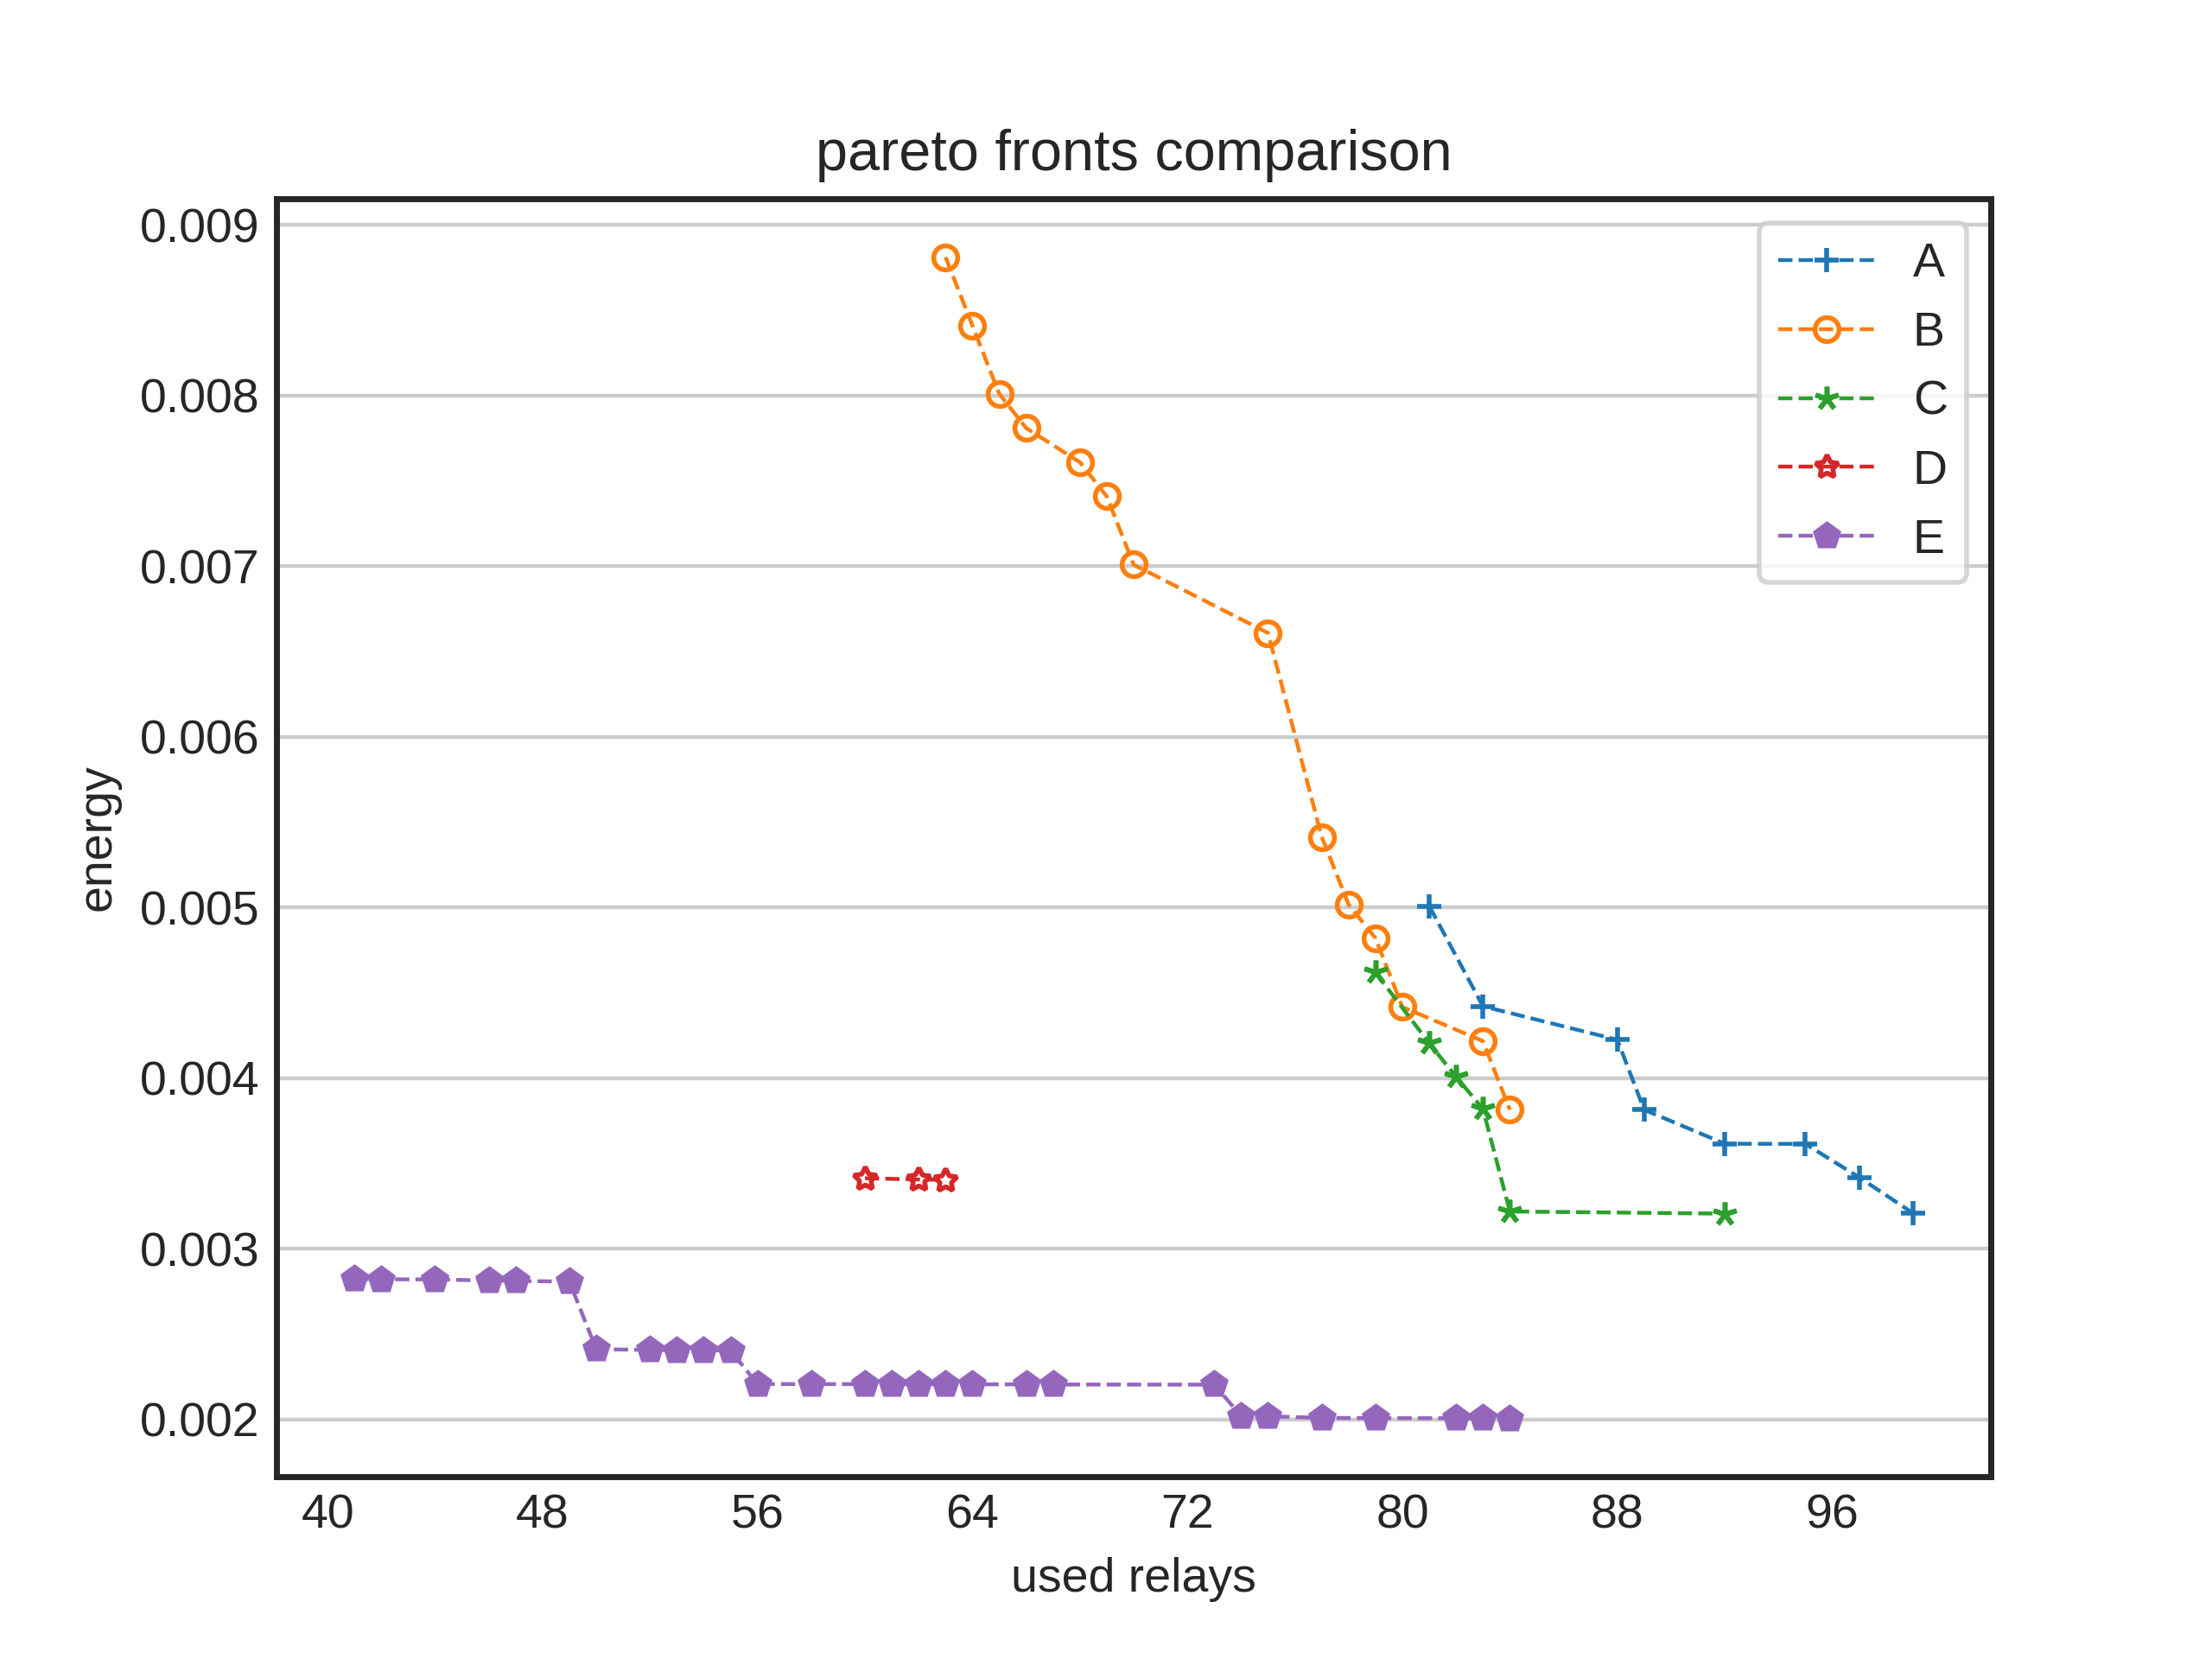 pareto fronts comparison
0.009
0.008
0.007
0.006
0.005
0.004
0.003
0.002
energy
A
B
C
D
E
40 48 56 64 72 80 88 96
used relays